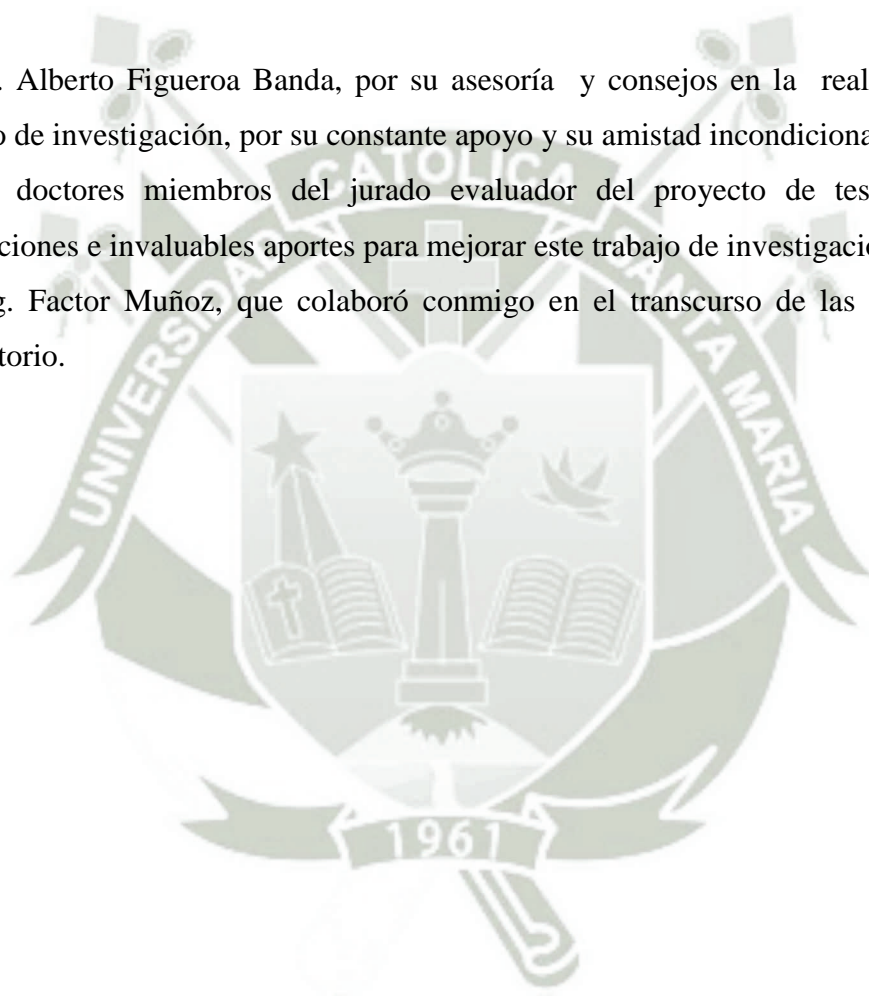 . Alberto Figueroa Banda, por su asesoría y consejos en la real
o de investigación, por su constante apoyo y su amistad incondiciona
doctores miembros del jurado evaluador del proyecto de tes
ciones e invaluables aportes para mejorar este trabajo de investigació
g. Factor Muñoz, que colaboró conmigo en el transcurso de las
torio.
UNIVERSIDAD CATOLICA SANTA MARIA
1961